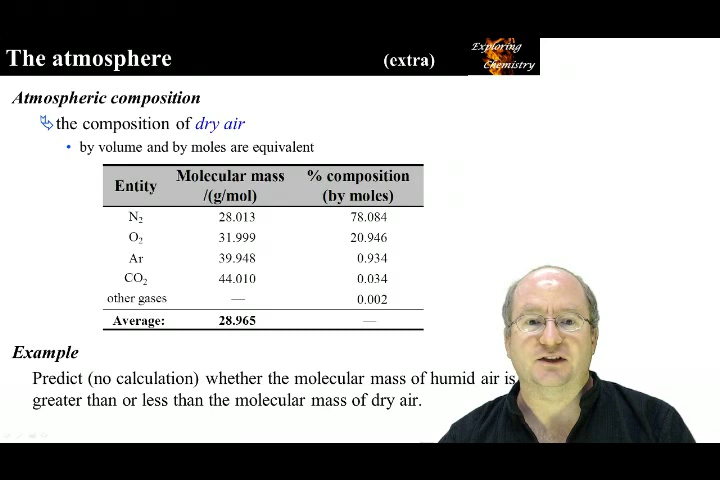 The atmosphere (extra)
Exploring
Chemistry
Atmospheric composition
the composition of dry air
• by volume and by moles are equivalent
Entity Molecular mass /(g/mol) % composition (by moles)
N₂ 28.013 78.084
O₂ 31.999 20.946
Ar 39.948 0.934
CO₂ 44.010 0.034
other gases — 0.002
Average: 28.965 —
Example
Predict (no calculation) whether the molecular mass of humid air is
greater than or less than the molecular mass of dry air.